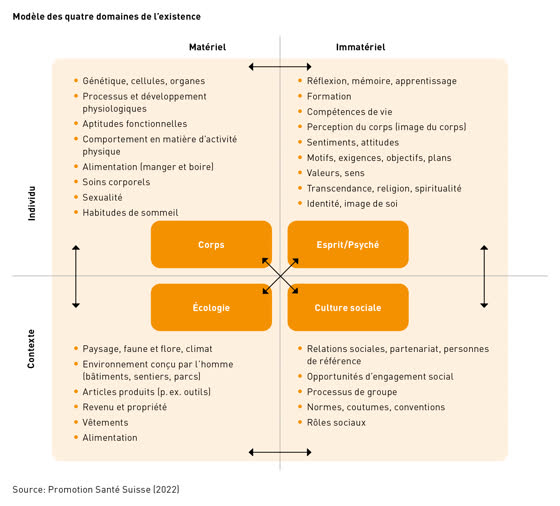 Modèle des quatre domaines de l'existence
Matériel
Immatériel
Individu
• Génétique, cellules, organes
• Processus et développement
physiologiques
• Aptitudes fonctionnelles
• Comportement en matière d'activité
physique
• Alimentation (manger et boire)
• Soins corporels
• Sexualité
• Habitudes de sommeil
• Réflexion, mémoire, apprentissage
• Formation
• Compétences de vie
• Perception du corps (image du corps)
• Sentiments, attitudes
• Motifs, exigences, objectifs, plans
• Valeurs, sens
• Transcendance, religion, spiritualité
• Identité, image de soi
Corps
Esprit/Psyché
Écologie
Culture sociale
Contexte
• Paysage, faune et flore, climat
• Environnement conçu par l'homme
(bâtiments, sentiers, parcs)
• Articles produits (p. ex. outils)
• Revenu et propriété
• Vêtements
• Alimentation
• Relations sociales, partenariat, personnes
de référence
• Opportunités d'engagement social
• Processus de groupe
• Normes, coutumes, conventions
• Rôles sociaux
Source: Promotion Santé Suisse (2022)